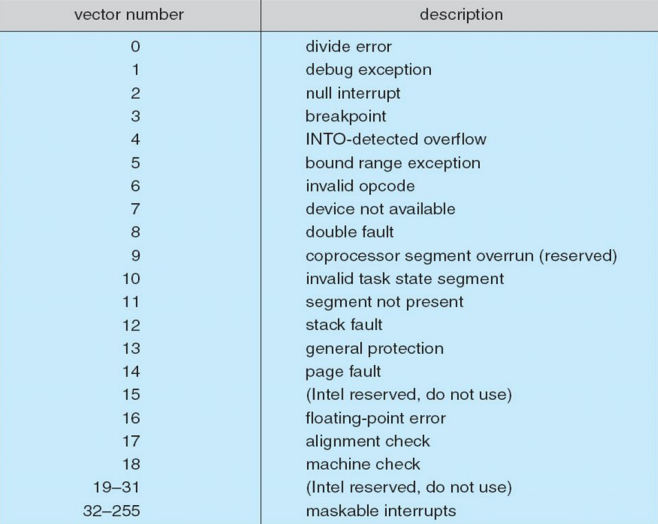 vector number description
0 divide error
1 debug exception
2 null interrupt
3 breakpoint
4 INTO-detected overflow
5 bound range exception
6 invalid opcode
7 device not available
8 double fault
9 coprocessor segment overrun (reserved)
10 invalid task state segment
11 segment not present
12 stack fault
13 general protection
14 page fault
15 (Intel reserved, do not use)
16 floating-point error
17 alignment check
18 machine check
19–31 (Intel reserved, do not use)
32–255 maskable interrupts